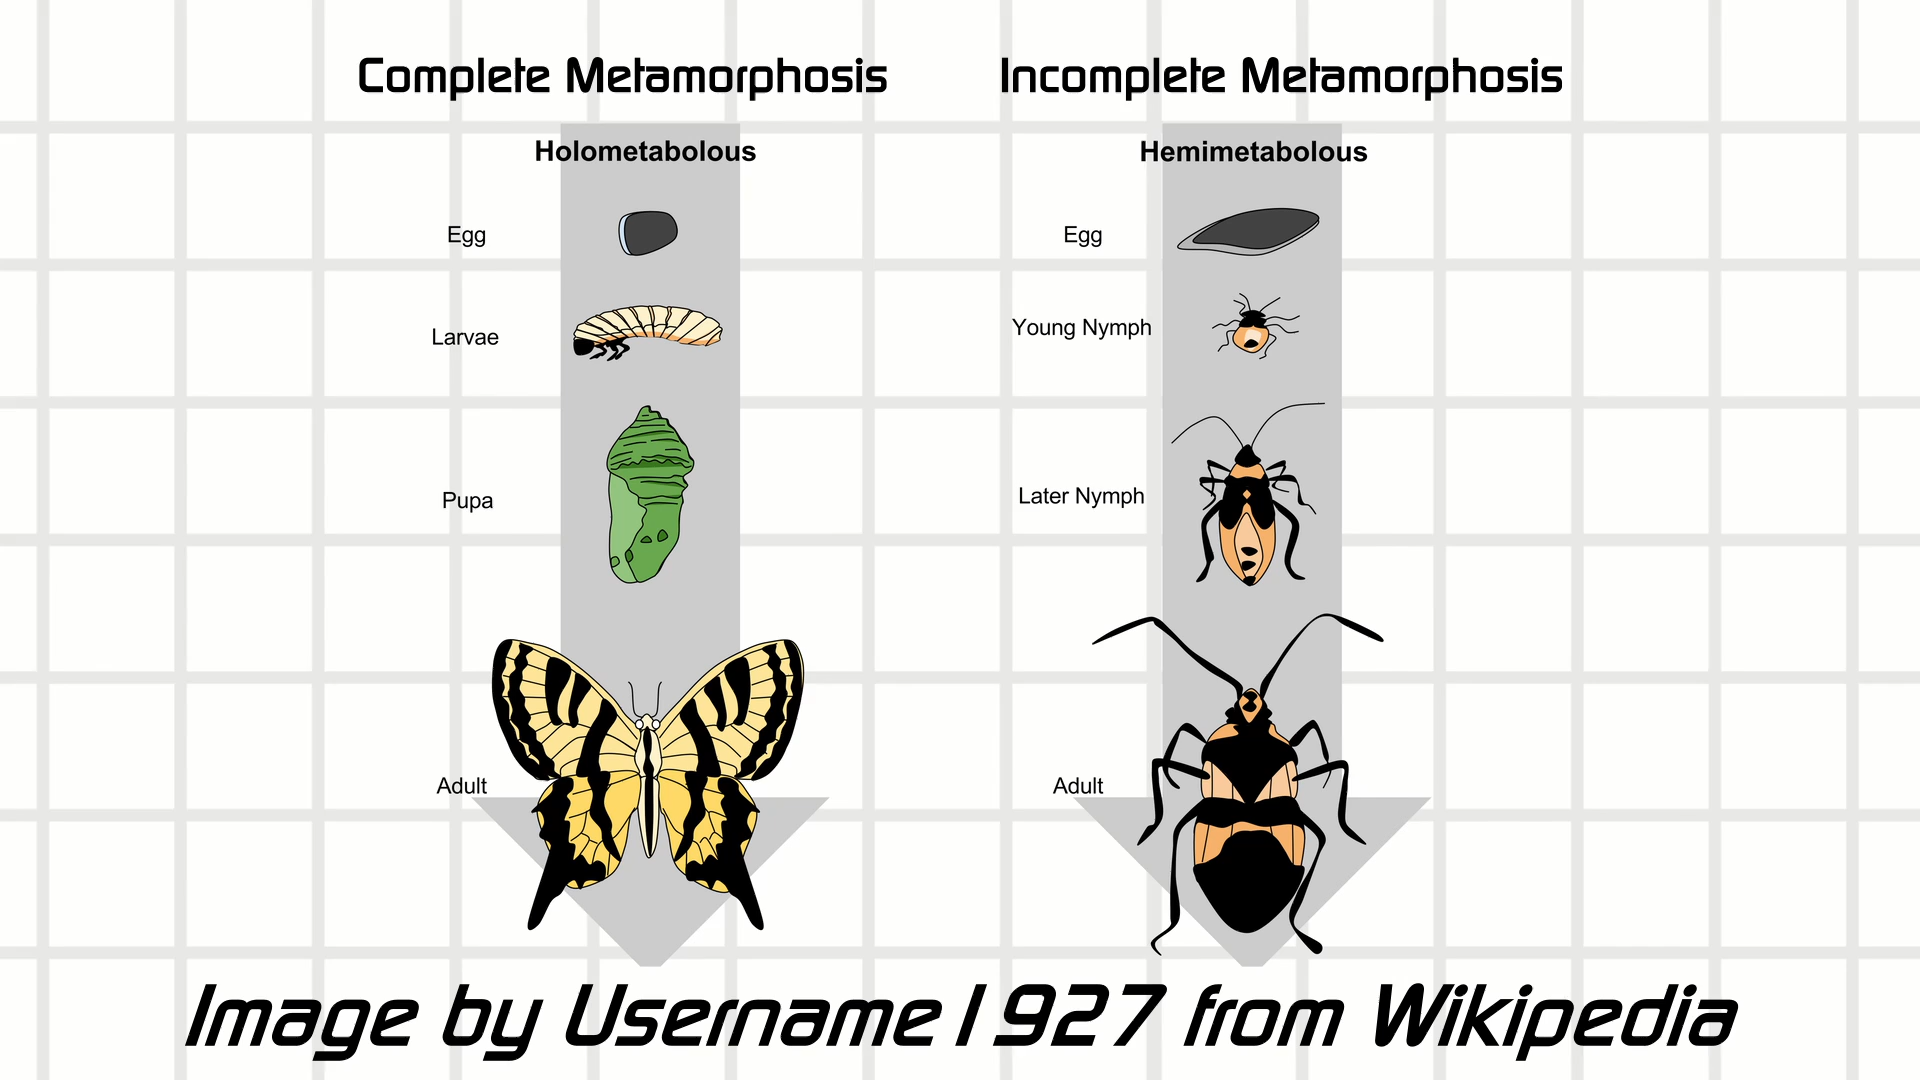 Complete Metamorphosis
Incomplete Metamorphosis
Holometabolous
Hemimetabolous
Egg
Egg
Larvae
Young Nymph
Pupa
Later Nymph
Adult
Adult
Image by Username1927 from Wikipedia